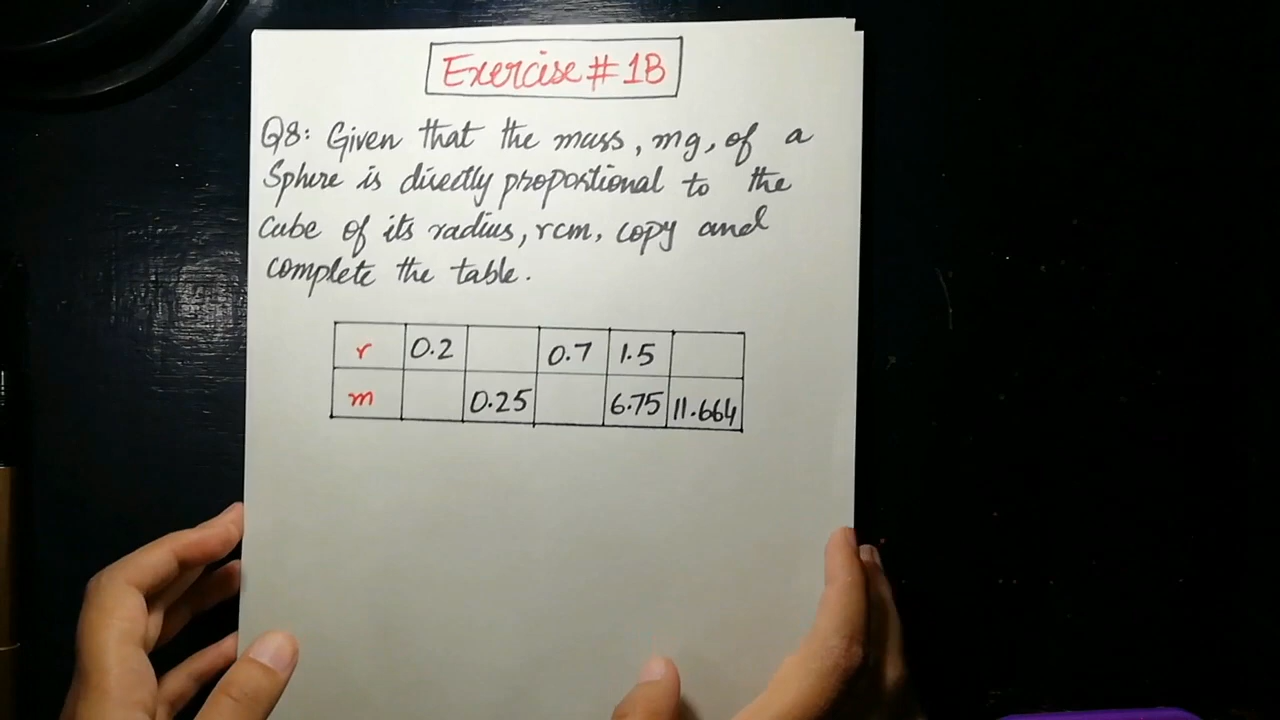 Exercise # 1B
Q8: Given that the mass, mg, of a
Sphere is directly proportional to the
cube of its radius, rcm, copy and
complete the table.
r 0.2 0.7 1.5
m 0.25 6.75 11.664